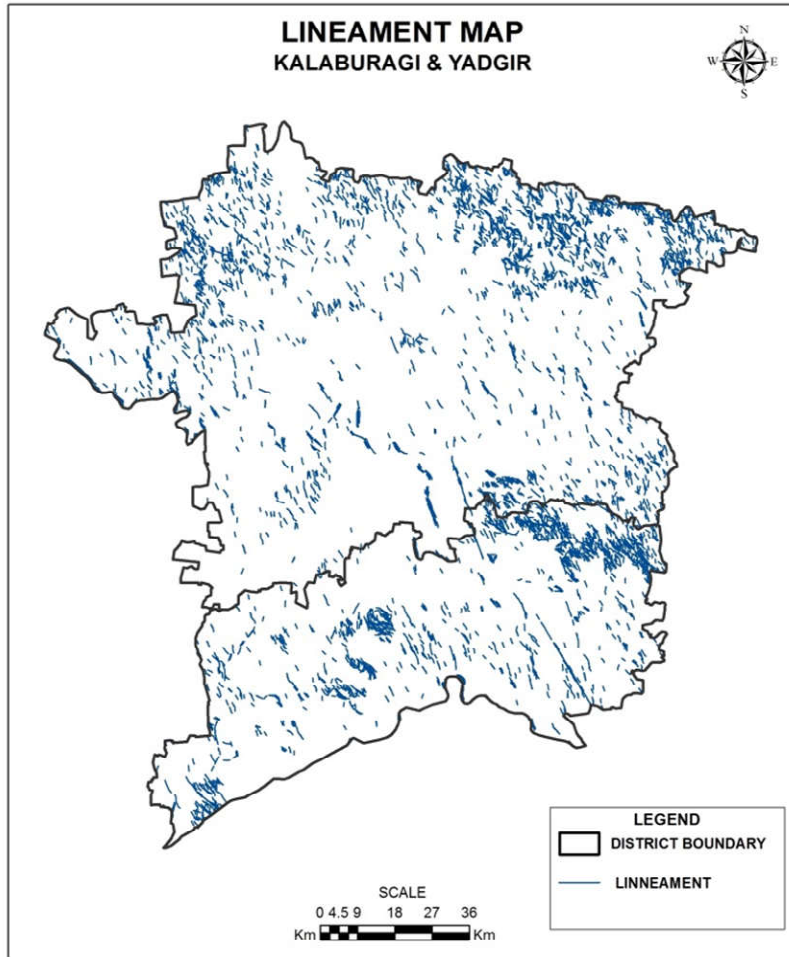 LINEAMENT MAP
KALABURAGI & YADGIR
N
W E
S
LEGEND
DISTRICT BOUNDARY
LINNEAMENT
SCALE
0 4.5 9 18 27 36
Km Km